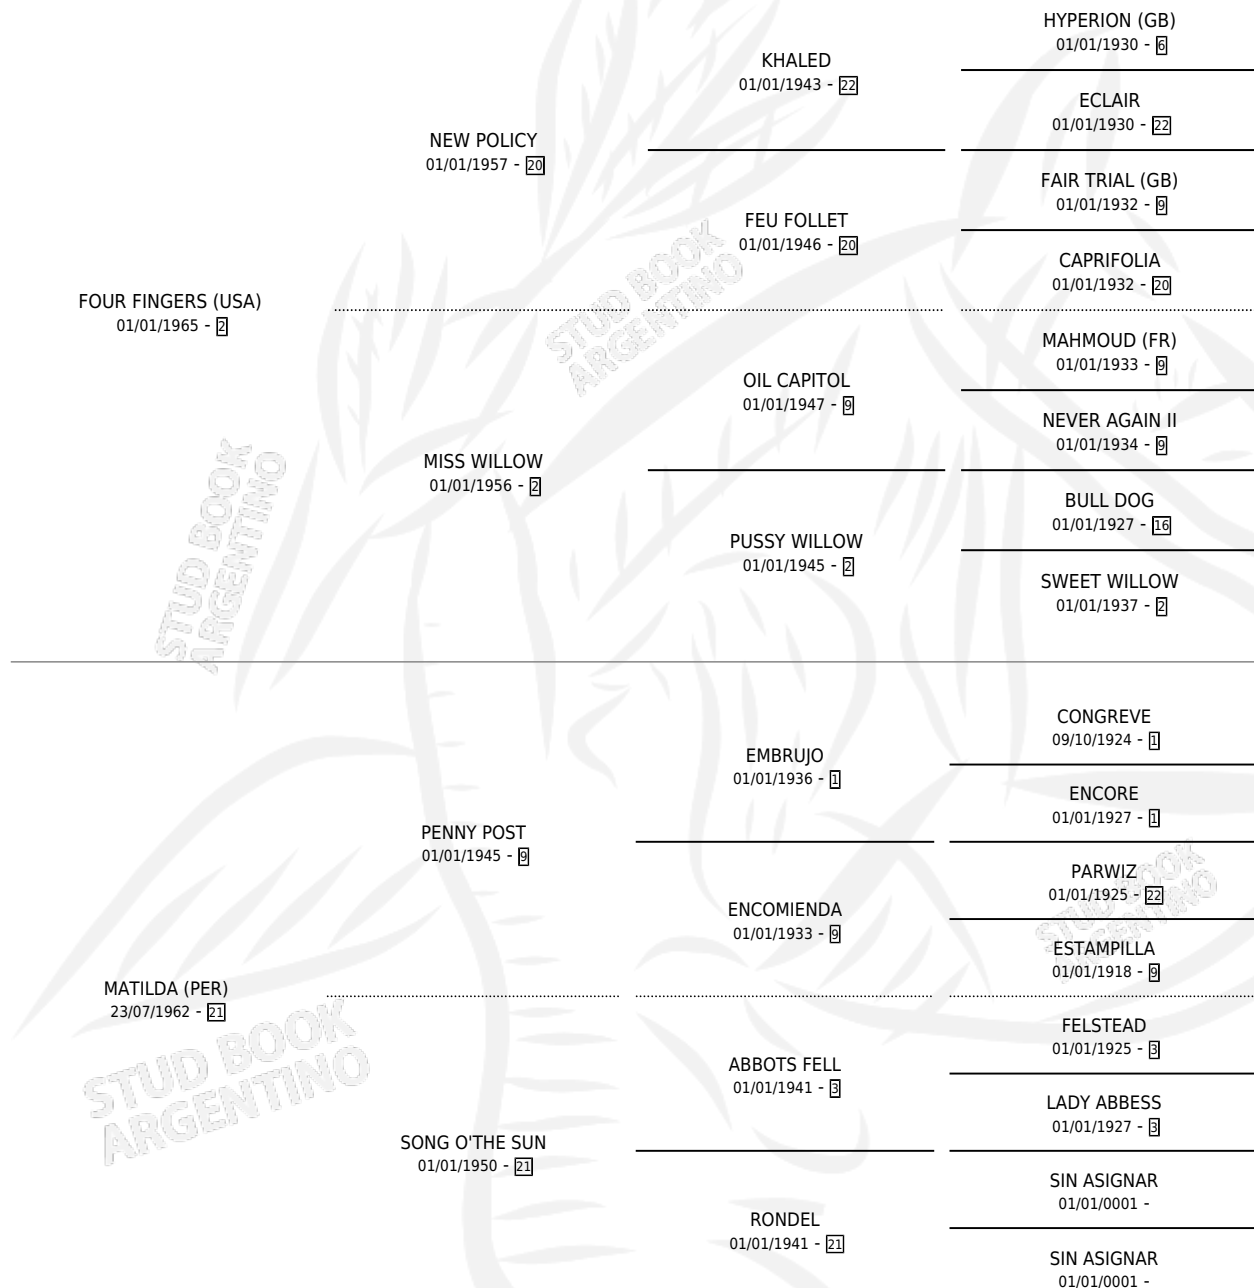 HYPERION (GB)
01/01/1930 - 6
KHALED
01/01/1943 - 22
ECLAIR
01/01/1930 - 22
NEW POLICY
01/01/1957 - 20
FAIR TRIAL (GB)
01/01/1932 - 9
FEU FOLLET
01/01/1946 - 20
CAPRIFOLIA
01/01/1932 - 20
FOUR FINGERS (USA)
01/01/1965 - 2
MAHMOUD (FR)
01/01/1933 - 9
OIL CAPITOL
01/01/1947 - 9
NEVER AGAIN II
01/01/1934 - 9
MISS WILLOW
01/01/1956 - 2
BULL DOG
01/01/1927 - 16
PUSSY WILLOW
01/01/1945 - 2
SWEET WILLOW
01/01/1937 - 2
CONGREVE
09/10/1924 - 1
EMBRUJO
01/01/1936 - 1
ENCORE
01/01/1927 - 1
PENNY POST
01/01/1945 - 9
PARWIZ
01/01/1925 - 22
ENCOMIENDA
01/01/1933 - 9
ESTAMPILLA
01/01/1918 - 9
MATILDA (PER)
23/07/1962 - 21
FELSTEAD
01/01/1925 - 3
ABBOTS FELL
01/01/1941 - 3
LADY ABBESS
01/01/1927 - 3
SONG O'THE SUN
01/01/1950 - 21
SIN ASIGNAR
01/01/0001 -
RONDEL
01/01/1941 - 21
SIN ASIGNAR
01/01/0001 -
STUD BOOK
ARGENTINO
STUD BOOK
ARGENTINO
STUD BOOK
ARGENTINO
STUD BOOK
ARGENTINO